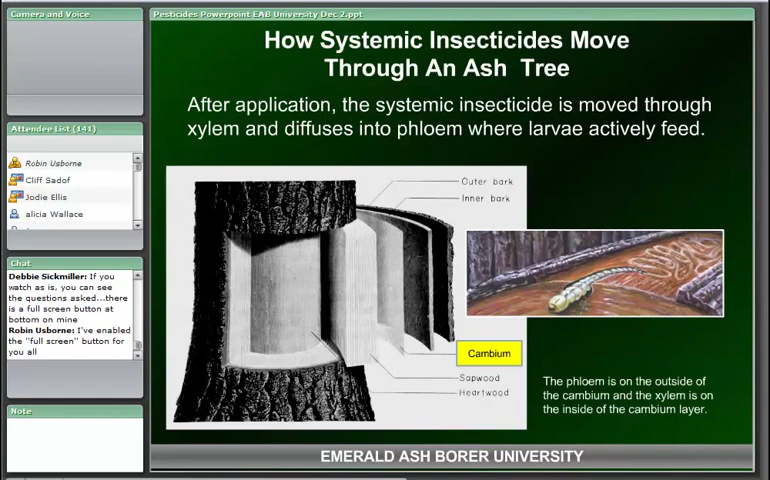 Camera and Voice
Pesticides Powerpoint EAB University Dec 2.ppt
Attendee List (141)
Robin Usborne
Cliff Sadof
Jodie Ellis
alicia Wallace
Chat
Debbie Sickmiller: If you
watch as is, you can see
the questions asked...there
is a full screen button at
bottom on mine
Robin Usborne: I've enabled
the "full screen" button for
you all
Note
How Systemic Insecticides Move
Through An Ash Tree
After application, the systemic insecticide is moved through
xylem and diffuses into phloem where larvae actively feed.
Outer bark
Inner bark
Cambium
Sapwood
Heartwood
The phloem is on the outside of
the cambium and the xylem is on
the inside of the cambium layer.
EMERALD ASH BORER UNIVERSITY